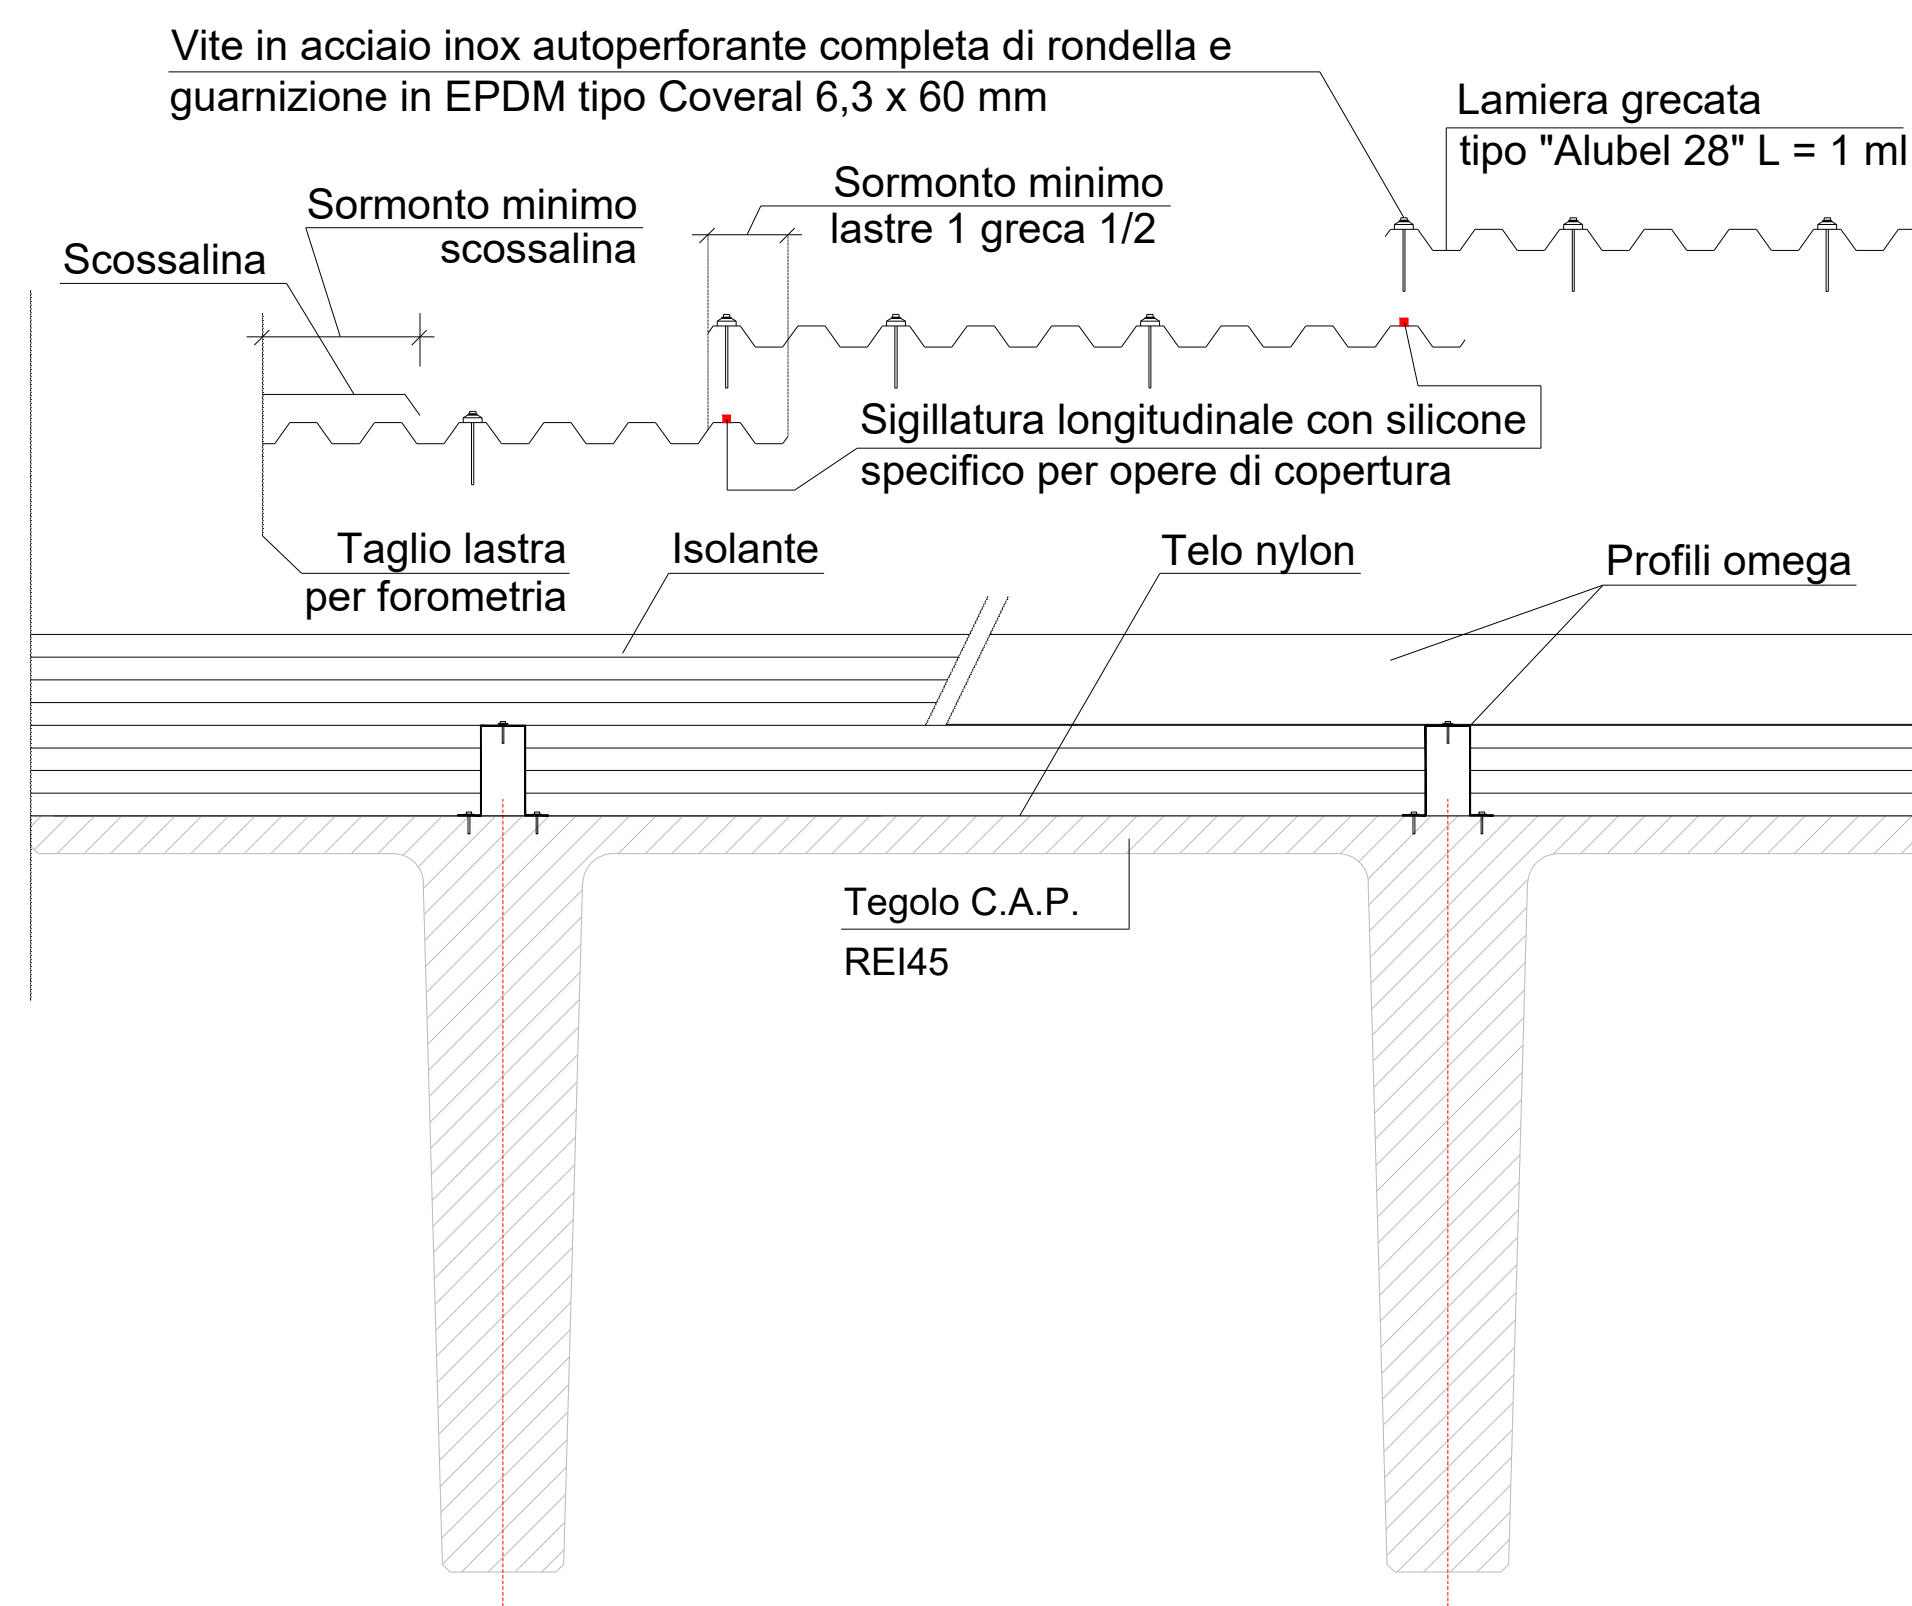 Vite in acciaio inox autoperforante completa di rondella e
guarnizione in EPDM tipo Coveral 6,3 x 60 mm
Lamiera grecata
tipo "Alubel 28" L = 1 ml
Sormonto minimo
lastre 1 greca 1/2
Sormonto minimo
scossalina
Scossalina
Sigillatura longitudinale con silicone
specifico per opere di copertura
Taglio lastra
per forometria
Isolante
Telo nylon
Profili omega
Tegolo C.A.P.
REI45